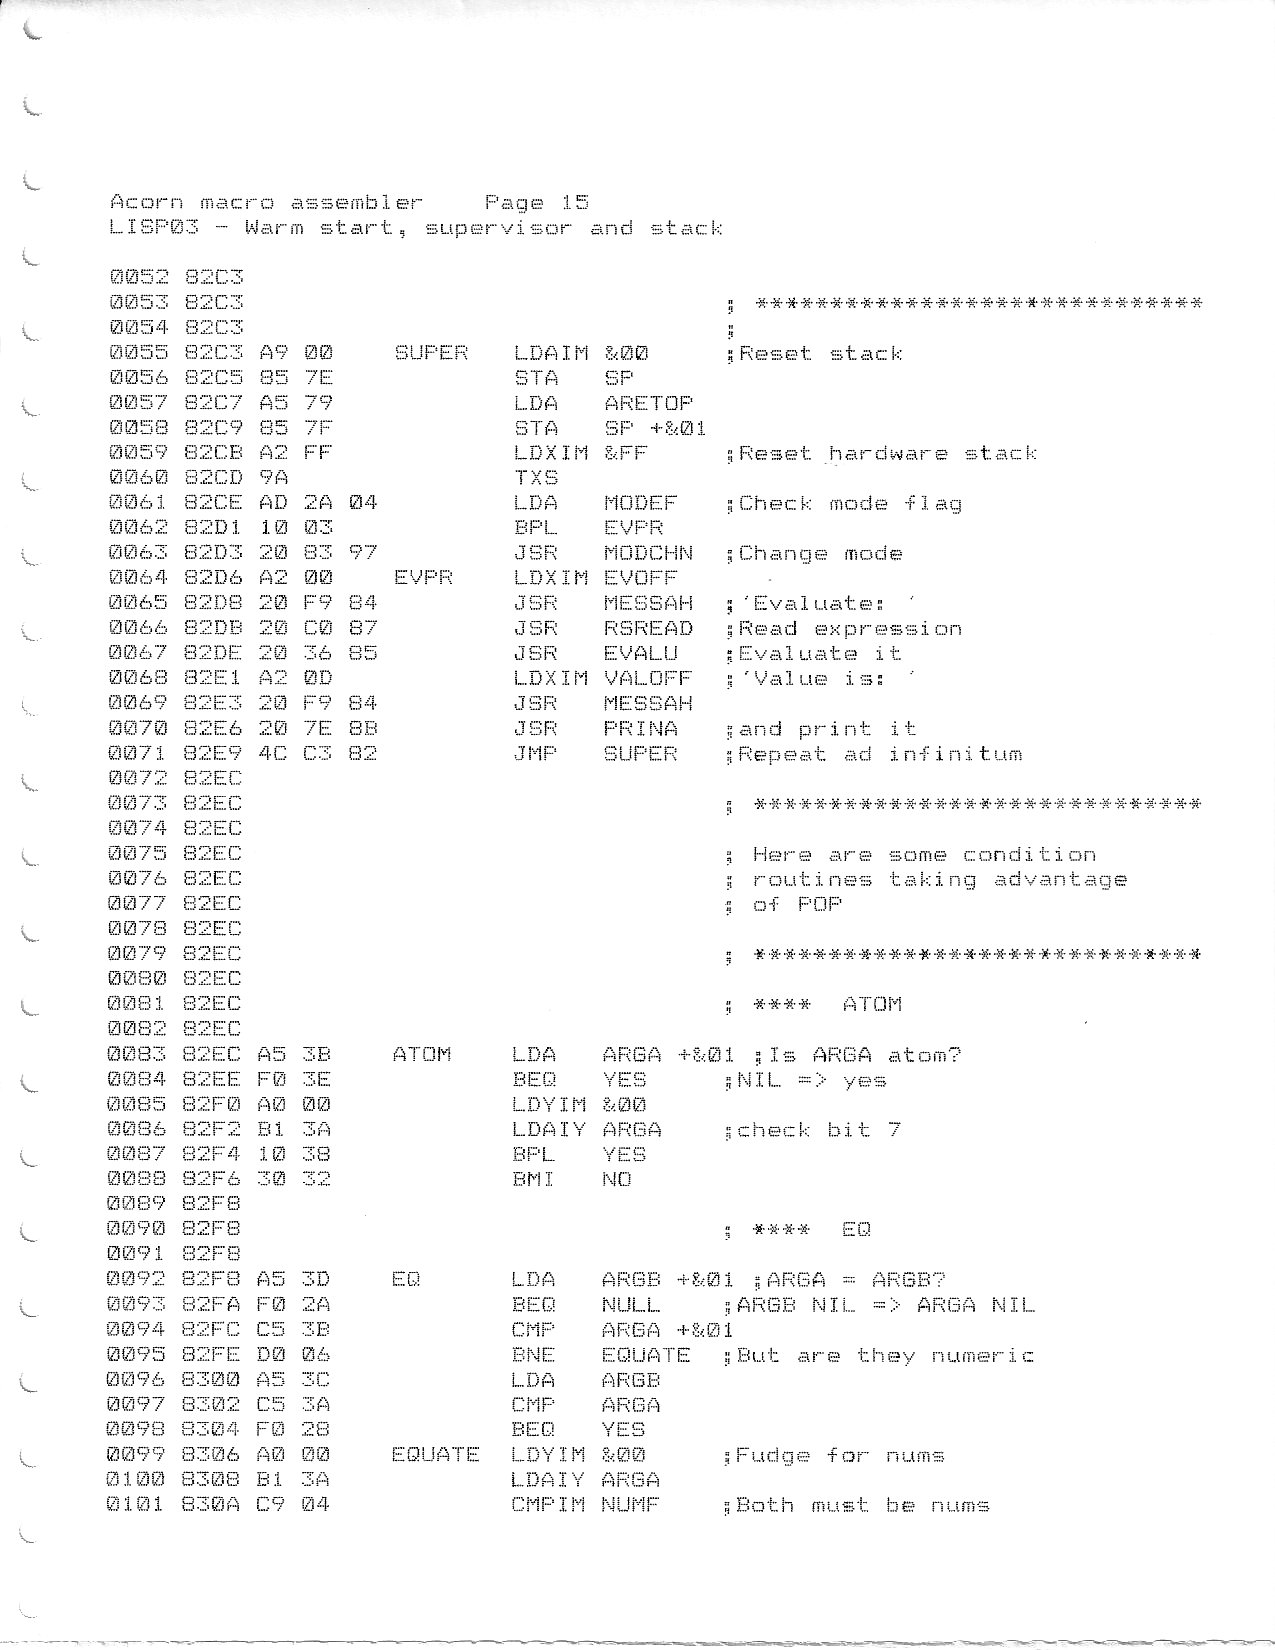 Acorn macro assembler    Page 15
LISP03 - Warm start, supervisor and stack
0052 82C3
0053 82C3                                ; ******************************
0054 82C3                                ;
0055 82C3 A9 00    SUPER   LDAIM &00     ;Reset stack
0056 82C5 85 7E            STA   SP
0057 82C7 A5 79            LDA   ARETOP
0058 82C9 85 7F            STA   SP +&01
0059 82CB A2 FF            LDXIM &FF     ;Reset hardware stack
0060 82CD 9A               TXS
0061 82CE AD 2A 04         LDA   MODEF   ;Check mode flag
0062 82D1 10 03            BPL   EVPR
0063 82D3 20 83 97         JSR   MODCHN  ;Change mode
0064 82D6 A2 00    EVPR    LDXIM EVOFF
0065 82D8 20 F9 84         JSR   MESSAH  ;'Evaluate: '
0066 82DB 20 C0 87         JSR   RSREAD  ;Read expression
0067 82DE 20 36 85         JSR   EVALU   ;Evaluate it
0068 82E1 A2 0D            LDXIM VALOFF  ;'Value is: '
0069 82E3 20 F9 84         JSR   MESSAH
0070 82E6 20 7E 8B         JSR   PRINA   ;and print it
0071 82E9 4C C3 82         JMP   SUPER   ;Repeat ad infinitum
0072 82EC
0073 82EC                                ; ******************************
0074 82EC
0075 82EC                                ; Here are some condition
0076 82EC                                ; routines taking advantage
0077 82EC                                ; of POP
0078 82EC
0079 82EC                                ; ******************************
0080 82EC
0081 82EC                                ; ****  ATOM
0082 82EC
0083 82EC A5 3B    ATOM    LDA   ARGA +&01 ;Is ARGA atom?
0084 82EE F0 3E            BEQ   YES     ;NIL => yes
0085 82F0 A0 00            LDYIM &00
0086 82F2 B1 3A            LDAIY ARGA    ;check bit 7
0087 82F4 10 38            BPL   YES
0088 82F6 30 32            BMI   NO
0089 82F8
0090 82F8                                ; ****  EQ
0091 82F8
0092 82F8 A5 3D    EQ      LDA   ARGB +&01 ;ARGA = ARGB?
0093 82FA F0 2A            BEQ   NULL    ;ARGB NIL => ARGA NIL
0094 82FC C5 3B            CMP   ARGA +&01
0095 82FE D0 06            BNE   EQUATE  ;But are they numeric
0096 8300 A5 3C            LDA   ARGB
0097 8302 C5 3A            CMP   ARGA
0098 8304 F0 28            BEQ   YES
0099 8306 A0 00    EQUATE  LDYIM &00     ;Fudge for nums
0100 8308 B1 3A            LDAIY ARGA
0101 830A C9 04            CMPIM NUMF    ;Both must be nums